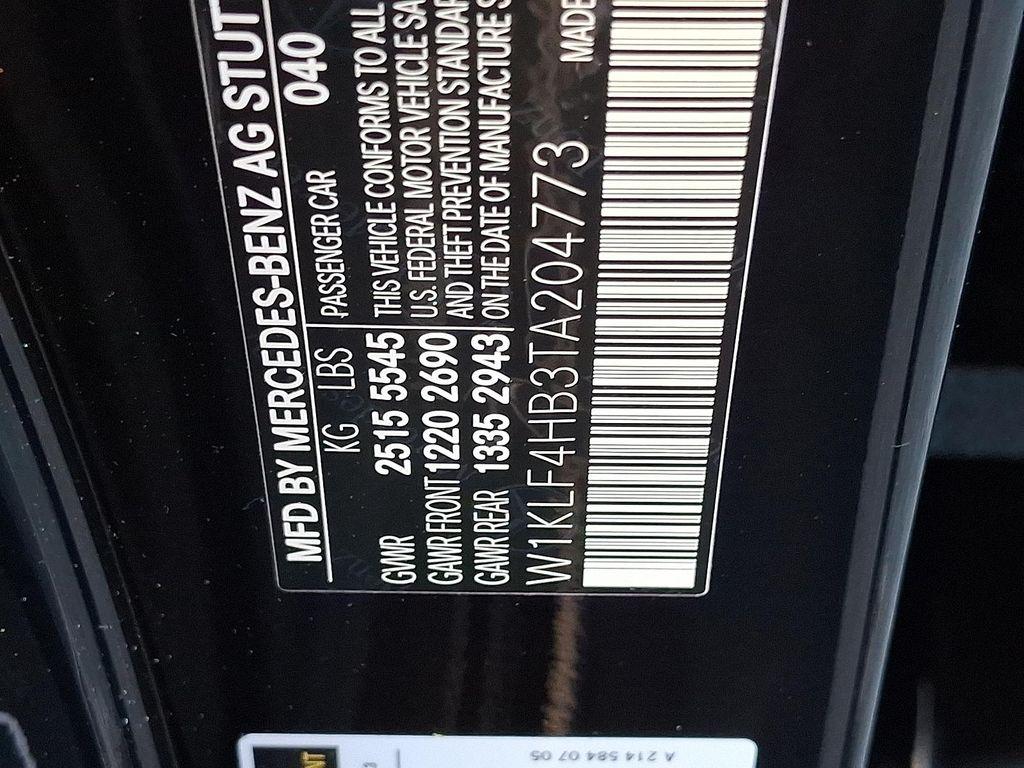 MFD BY MERCEDES-BENZ AG STUT
040
KG LBS PASSENGER CAR
GVWR 2515 5545 THIS VEHICLE CONFORMS TO ALL
GAWR FRONT 1220 2690 U.S. FEDERAL MOTOR VEHICLE SA
GAWR REAR 1335 2943 AND THEFT PREVENTION STANDAR
ON THE DATE OF MANUFACTURE S
W1KLF4HB3TA204773 MADE
A 214 584 07 05